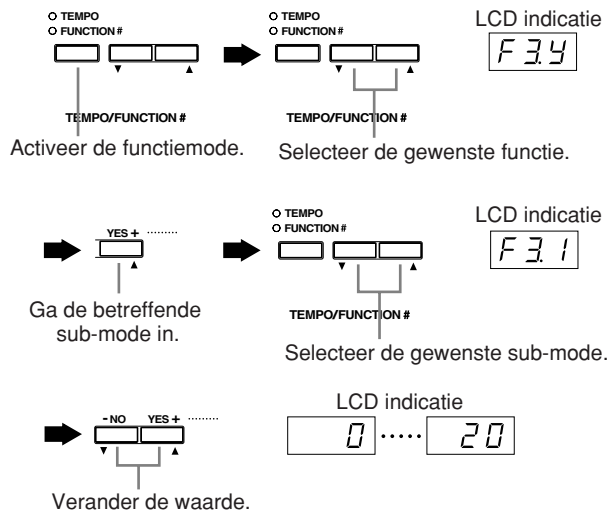 TEMPO
FUNCTION #
TEMPO/FUNCTION #
Activeer de functiemode.
TEMPO
FUNCTION #
TEMPO/FUNCTION #
Selecteer de gewenste functie.
LCD indicatie
F 3.Y
YES +
Ga de betreffende
sub-mode in.
TEMPO
FUNCTION #
TEMPO/FUNCTION #
Selecteer de gewenste sub-mode.
LCD indicatie
F 3.1
- NO YES +
Verander de waarde.
LCD indicatie
0 ..... 20